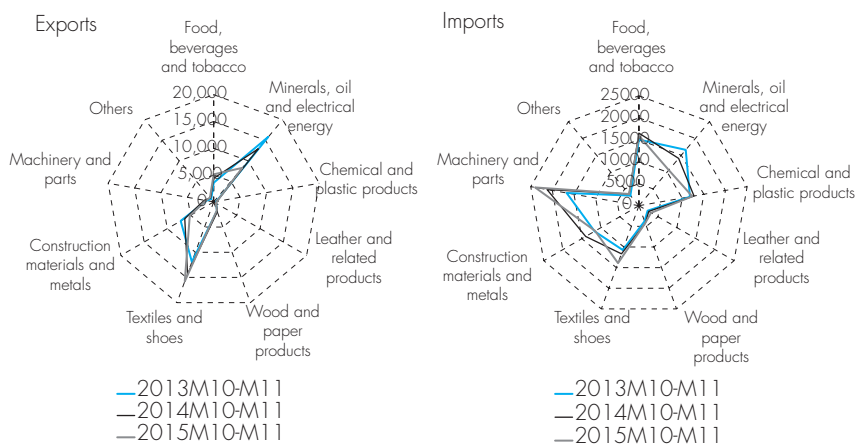 Exports
Food,
beverages
and tobacco
Minerals, oil
and electrical
energy
Chemical and
plastic products
Leather and
related
products
Wood and
paper
products
Textiles and
shoes
Construction
materials and
metals
Machinery and
parts
Others
20,000
15,000
10,000
5,000
0
2013M10-M11
2014M10-M11
2015M10-M11
Imports
Food,
beverages
and tobacco
Minerals, oil
and electrical
energy
Chemical and
plastic products
Leather and
related
products
Wood and
paper
products
Textiles and
shoes
Construction
materials and
metals
Machinery and
parts
Others
25000
20000
15000
10000
5000
0
2013M10-M11
2014M10-M11
2015M10-M11